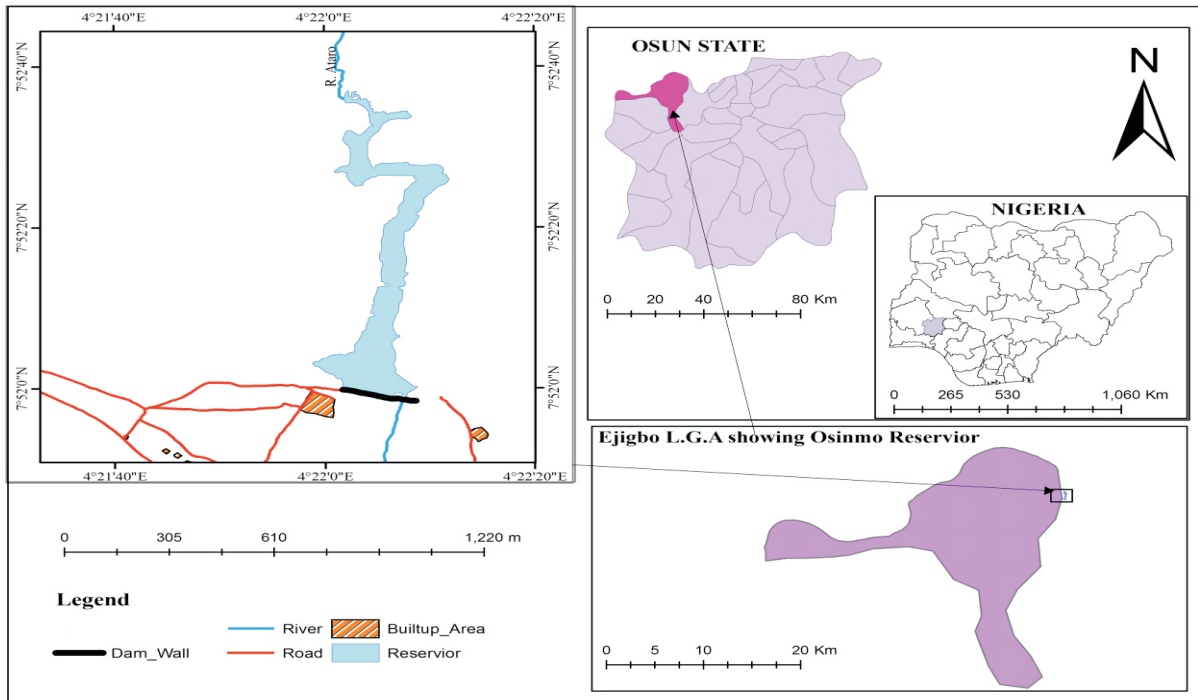 4°21'40"E 4°22'0"E 4°22'20"E
7°52'40"N
7°52'40"N
R. Ataro
7°52'20"N
7°52'20"N
7°52'0"N
7°52'0"N
4°21'40"E 4°22'0"E 4°22'20"E
0 305 610 1,220 m
Legend
River
Builtup_Area
Dam_Wall
Road
Reservior
OSUN STATE
N
0 20 40 80 Km
NIGERIA
0 265 530 1,060 Km
Ejigbo L.G.A showing Osinmo Reservior
0 5 10 20 Km